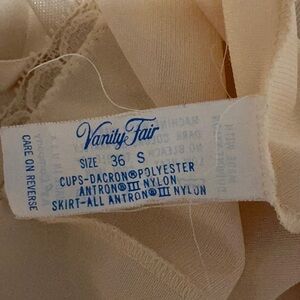 Vanity Fair
SIZE 36 S
CUPS-DACRON® POLYESTER
ANTRON® III NYLON
SKIRT-ALL ANTRON® III NYLON
CARE ON REVERSE